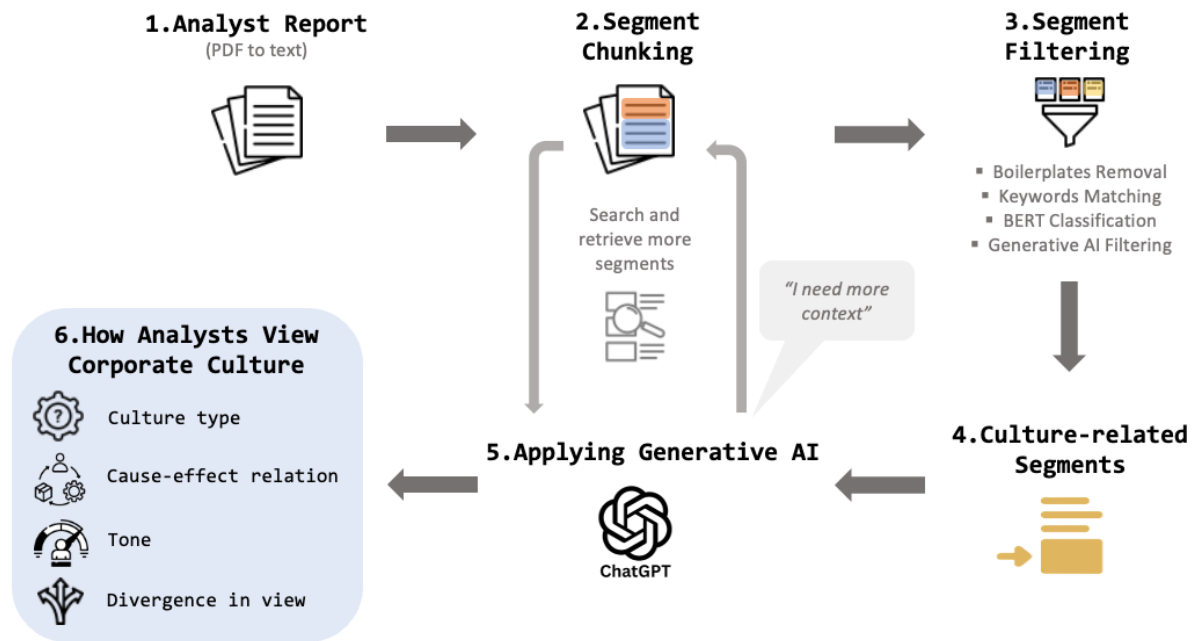 1.Analyst Report
(PDF to text)
2.Segment
Chunking
3.Segment
Filtering
▪ Boilerplates Removal
▪ Keywords Matching
▪ BERT Classification
▪ Generative AI Filtering
Search and
retrieve more
segments
“I need more
context”
4.Culture-related
Segments
5.Applying Generative AI
ChatGPT
6.How Analysts View
Corporate Culture
?
Culture type
Cause-effect relation
Tone
Divergence in view